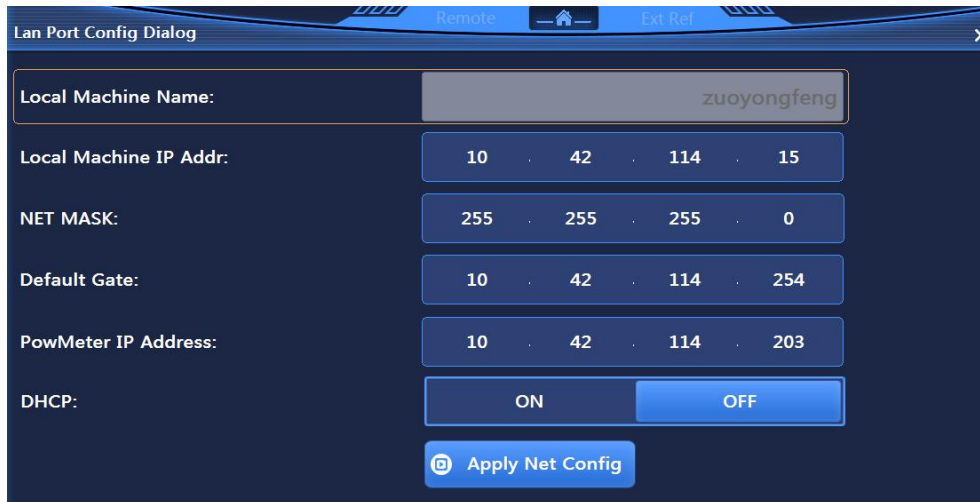 Remote Ext Ref
Lan Port Config Dialog
Local Machine Name: zuoyongfeng
Local Machine IP Addr: 10 . 42 . 114 . 15
NET MASK: 255 . 255 . 255 . 0
Default Gate: 10 . 42 . 114 . 254
PowMeter IP Address: 10 . 42 . 114 . 203
DHCP: ON OFF
Apply Net Config